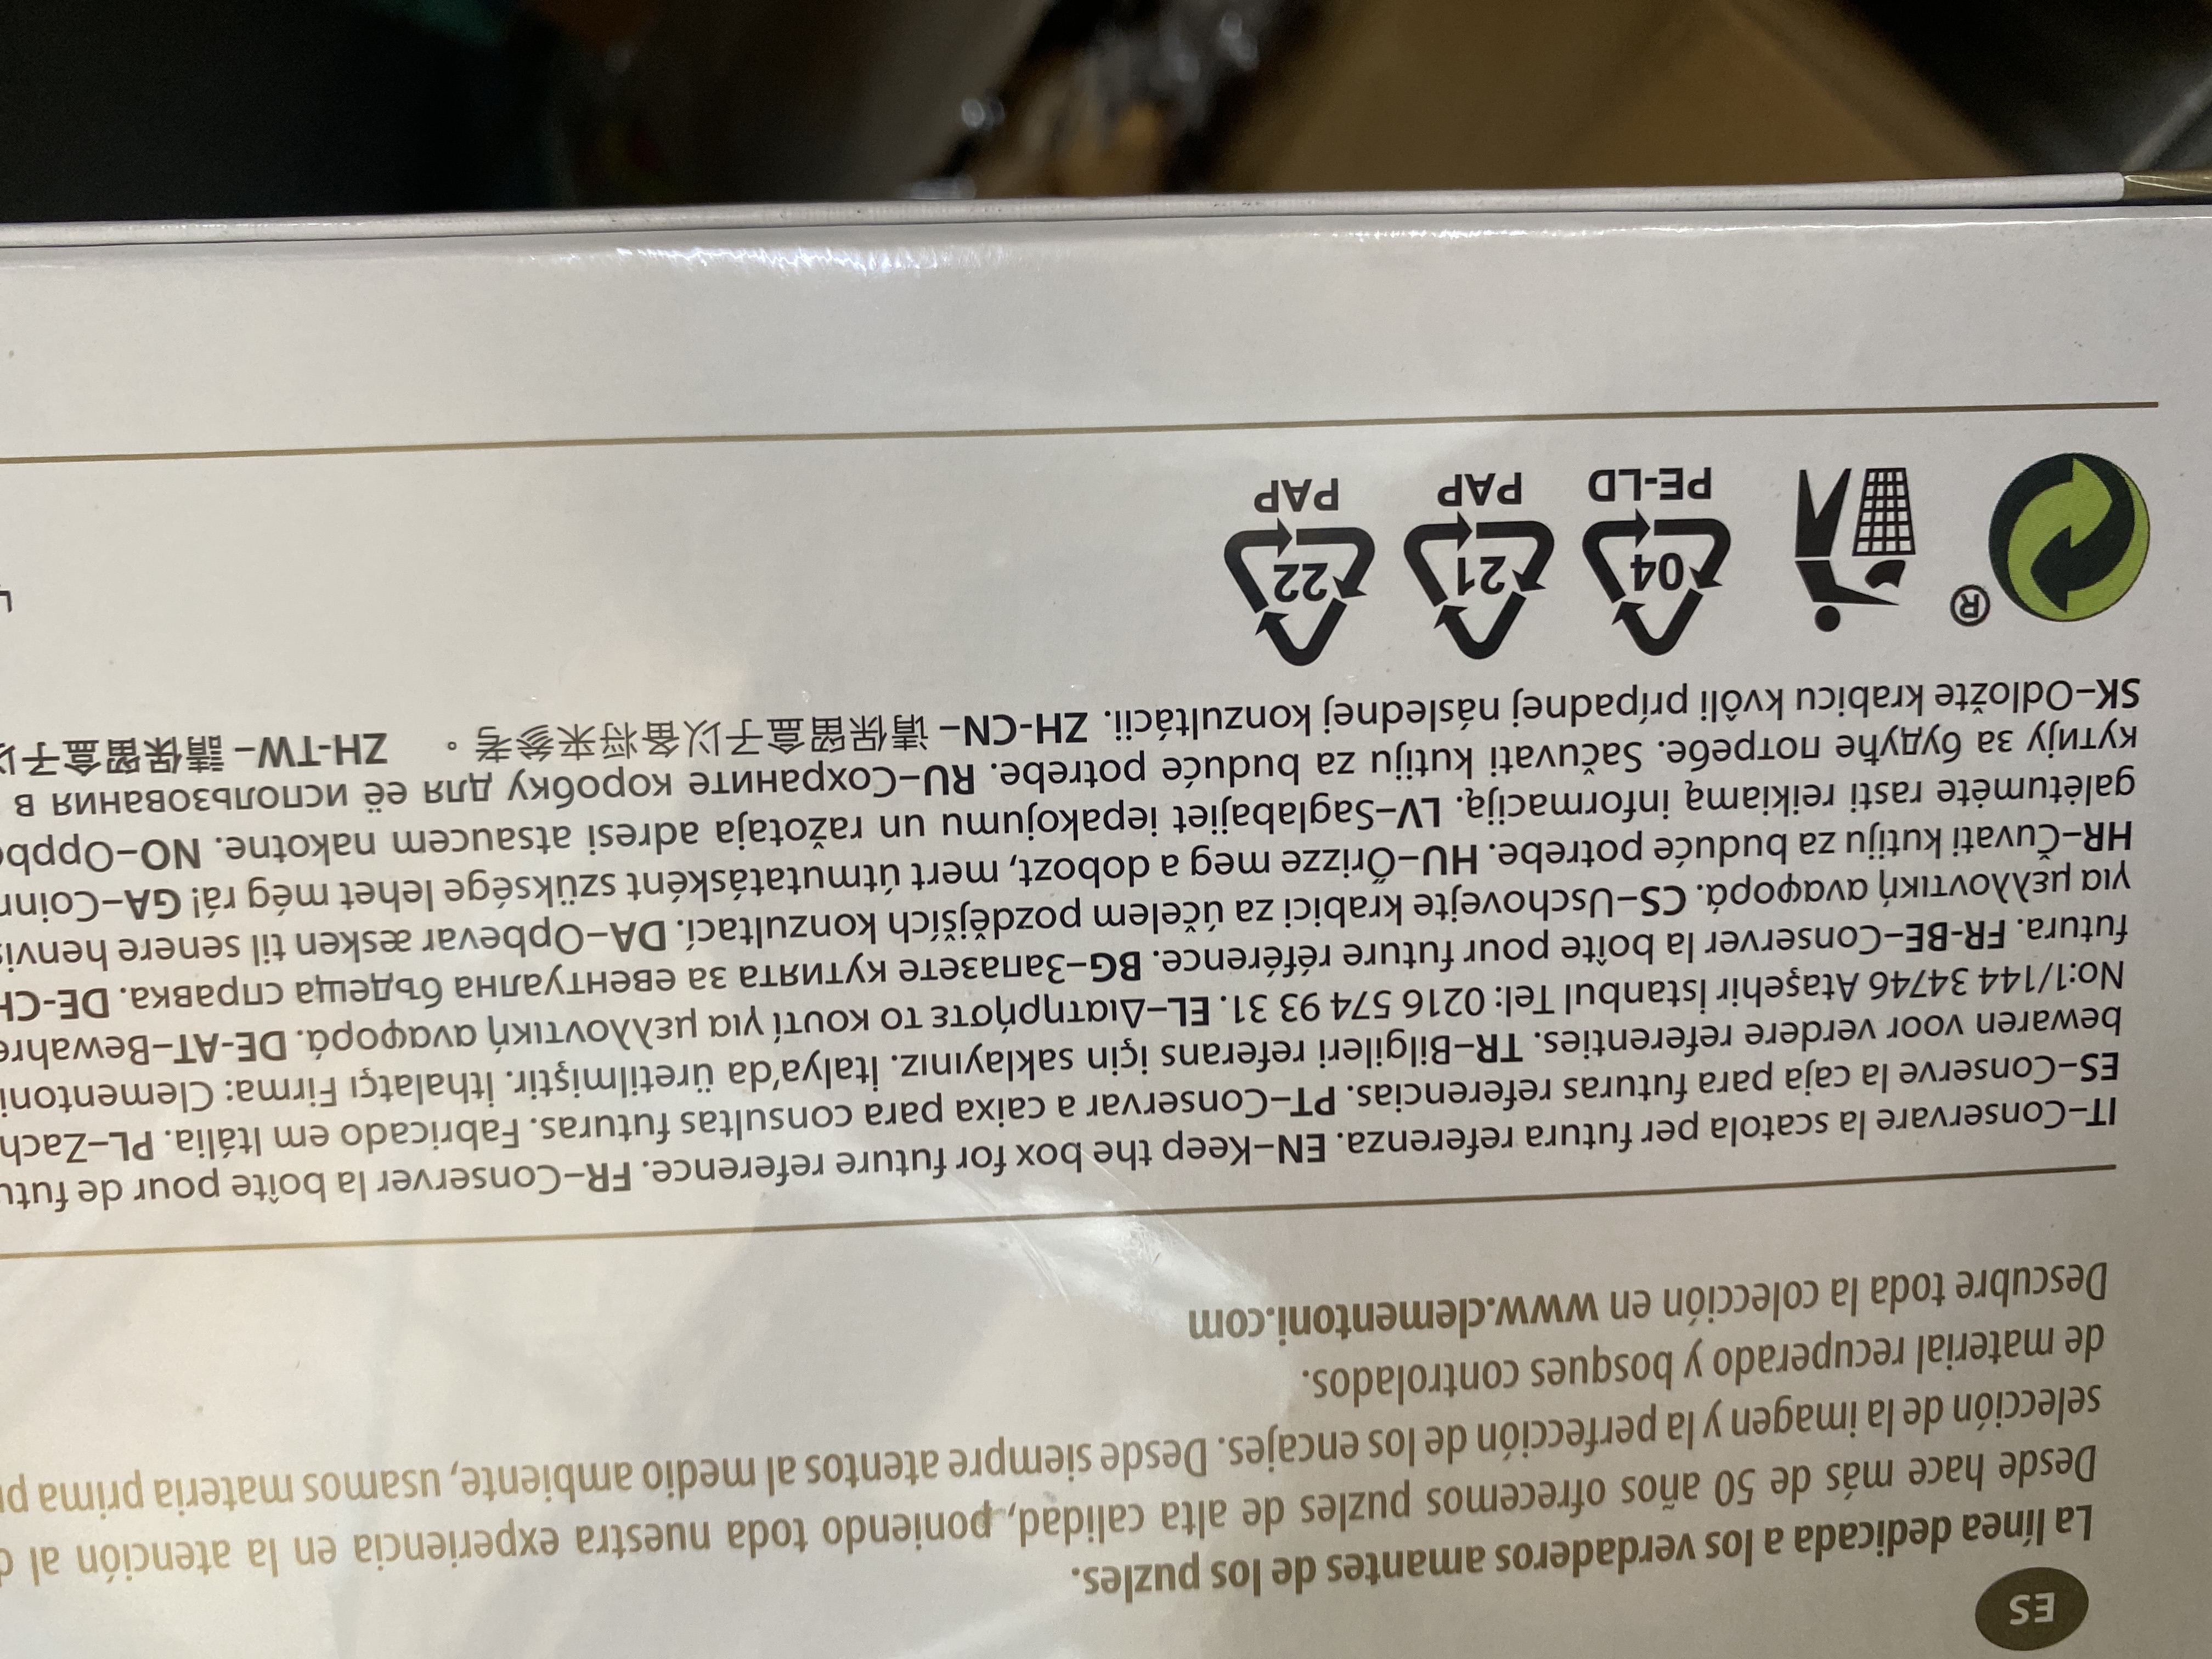 ES
La línea dedicada a los verdaderos amantes de los puzles.
Desde hace más de 50 años ofrecemos puzles de alta calidad, poniendo toda nuestra experiencia en la atención al
selección de la imagen y la perfección de los encajes. Desde siempre atentos al medio ambiente, usamos materia prima
de material recuperado y bosques controlados.
Descubre toda la colección en www.clementoni.com
IT–Conservare la scatola per futura referenza. EN–Keep the box for future reference. FR–Conserver la boîte pour de
ES–Conserve la caja para futuras referencias. PT–Conservar a caixa para consultas futuras. Fabricado em Itália. PL–
bewaren voor verdere referenties. TR–Bilgileri referans için saklayınız. İtalya'da üretilmiştir. İthalatçı Firma: Clementoni
No:1/144 34746 Ataşehir İstanbul Tel: 0216 574 93 31. EL–Διατηρήστε το κουτί για μελλοντική αναφορά. DE-AT–
futura. FR-BE–Conserver la boîte pour future référence. BG–Запазете кутията за евентуална бъдеща справка. DE-CH
για μελλοντική αναφορά. CS–Uschovejte krabici za účelem pozdějších konzultací. DA–Opbevar æsken til senere
HR–Čuvati kutiju za buduće potrebe. HU–Őrizze meg a dobozt, mert útmutatásként szüksége lehet még rá! GA–
galėtumėte rasti reikiamą informaciją. LV–Saglabajiet iepakojumu un ražotaja adresi atsaucem nakotne. NO–
кутију за будуће потребе. Sačuvati kutiju za buduće potrebe. RU–Сохраните коробку для её использования в
SK–Odložte krabicu kvôli prípadnej následnej konzultácii. ZH-CN– 请保留盒子以备将来参考。 ZH-TW– 請保留盒子
® 04 21 22
PE-LD PAP PAP